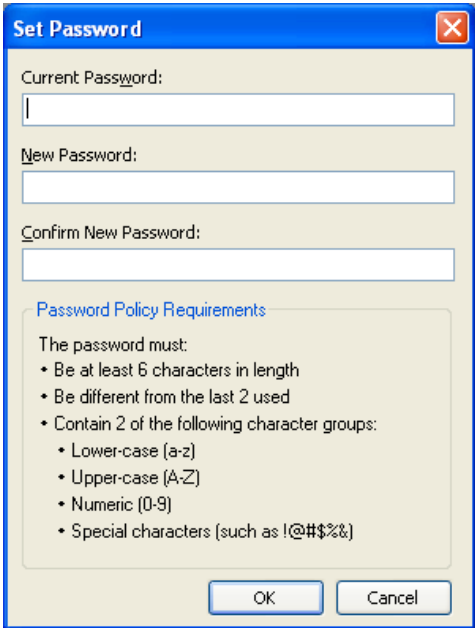 Set Password
Current Password:
New Password:
Confirm New Password:
Password Policy Requirements
The password must:
• Be at least 6 characters in length
• Be different from the last 2 used
• Contain 2 of the following character groups:
• Lower-case (a-z)
• Upper-case (A-Z)
• Numeric (0-9)
• Special characters (such as !@#$%&)
OK Cancel